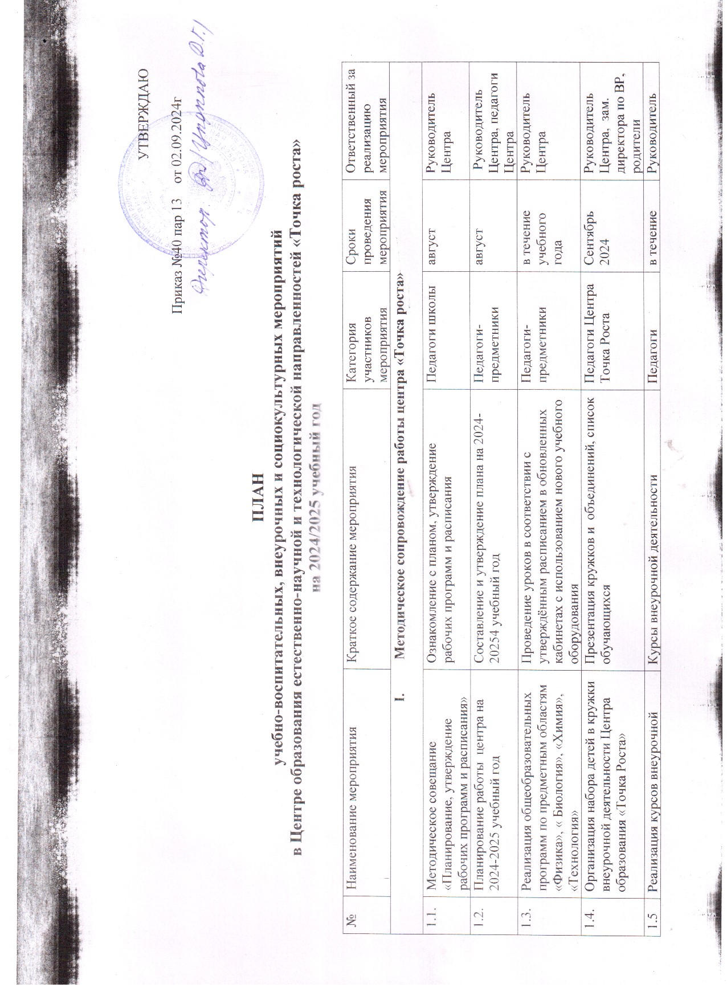 УТВЕРЖДАЮ
Приказ №40 пар 13 от 02.09.2024г
Директор
ПЛАН
учебно-воспитательных, внеурочных и социокультурных мероприятий
в Центре образования естественно-научной и технологической направленностей «Точка роста»
на 2024/2025 учебный год
№
Наименование мероприятия
Краткое содержание мероприятия
Категория
участников
мероприятия
Сроки
проведения
мероприятия
Ответственный за
реализацию
мероприятия
I. Методическое сопровождение работы центра «Точка роста»
1.1.
Методическое совещание
«Планирование, утверждение
рабочих программ и расписания»
Ознакомление с планом, утверждение
рабочих программ и расписания
Педагоги школы
август
Руководитель
Центра
1.2.
Планирование работы центра на
2024-2025 учебный год
Составление и утверждение плана на 2024-
20254 учебный год
Педагоги-
предметники
август
Руководитель
Центра, педагоги
Центра
1.3.
Реализация общеобразовательных
программ по предметным областям
«Физика», « Биология», «Химия»,
«Технология»
Проведение уроков в соответствии с
утверждённым расписанием в обновленных
кабинетах с использованием нового учебного
оборудования
Педагоги-
предметники
в течение
учебного
года
Руководитель
Центра
1.4.
Организация набора детей в кружки
внеурочной деятельности Центра
образования «Точка Роста»
Презентация кружков и объединений, список
обучающихся
Педагоги Центра
Точка Роста
Сентябрь
2024
Руководитель
Центра, зам.
директора по ВР,
родители
1.5
Реализация курсов внеурочной
Курсы внеурочной деятельности
Педагоги
в течение
Руководитель